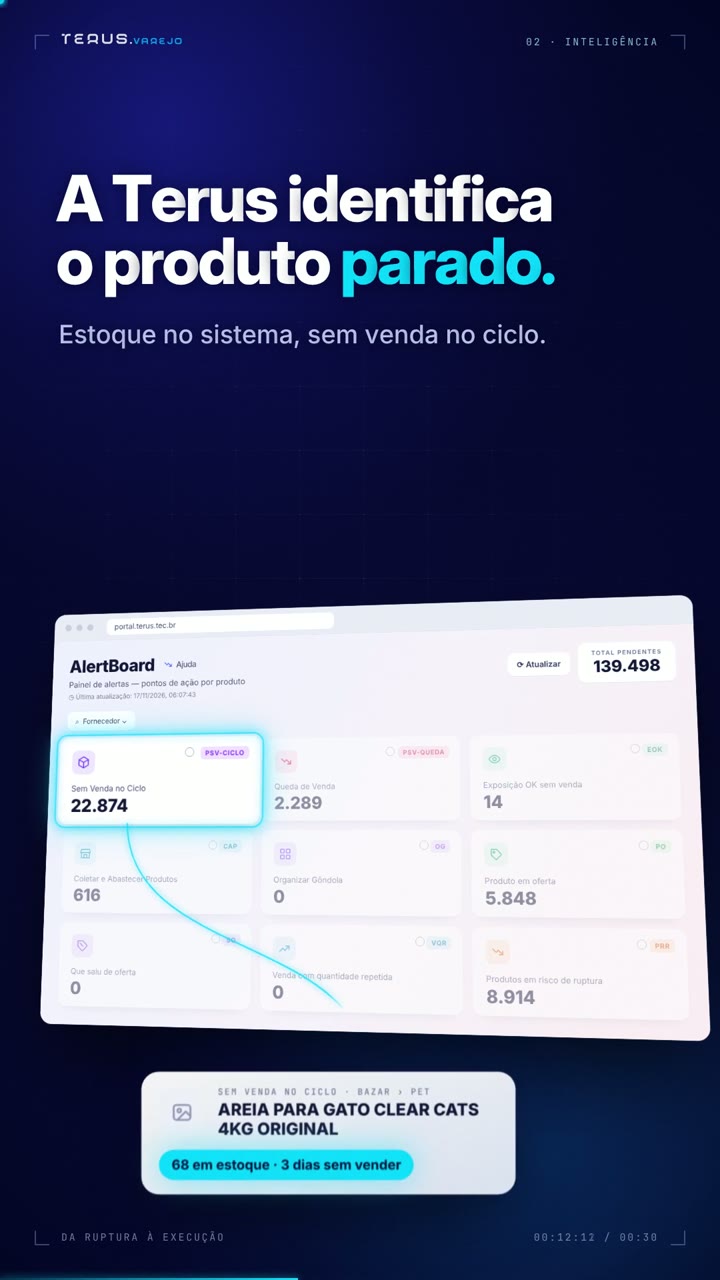 TERUS.VAREJO
02 · INTELIGÊNCIA
A Terus identifica
o produto parado.
Estoque no sistema, sem venda no ciclo.
portal.terus.tec.br
AlertBoard
Ajuda
Painel de alertas — pontos de ação por produto
Última atualização: 17/11/2026, 06:07:43
Atualizar
TOTAL PENDENTES
139.498
Fornecedor
PSV-CICLO
Sem Venda no Ciclo
22.874
PSV-QUEDA
Queda de Venda
2.289
EOK
Exposição OK sem venda
14
CAP
Coletar e Abastecer Produtos
616
OG
Organizar Gôndola
0
PO
Produto em oferta
5.848
Que saiu de oferta
0
VQR
Venda com quantidade repetida
0
PRR
Produtos em risco de ruptura
8.914
SEM VENDA NO CICLO · BAZAR › PET
AREIA PARA GATO CLEAR CATS
4KG ORIGINAL
68 em estoque · 3 dias sem vender
DA RUPTURA À EXECUÇÃO
00:12:12 / 00:30